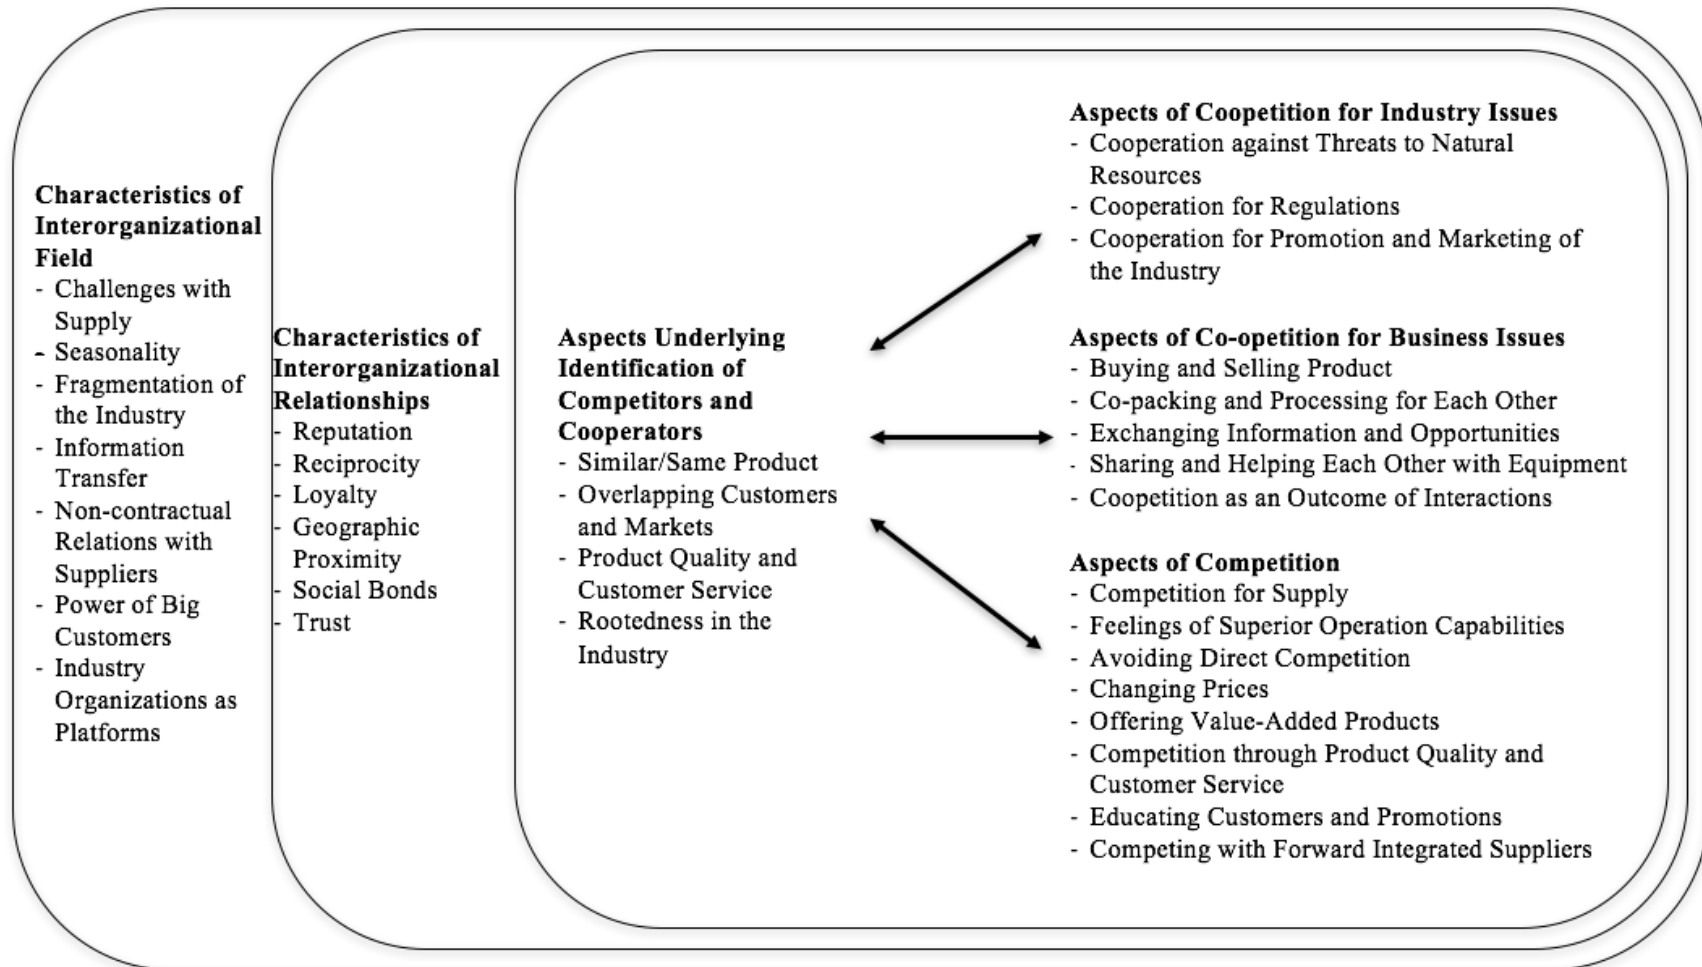 Characteristics of
Interorganizational
Field
- Challenges with
Supply
- Seasonality
- Fragmentation of
the Industry
- Information
Transfer
- Non-contractual
Relations with
Suppliers
- Power of Big
Customers
- Industry
Organizations as
Platforms
Characteristics of
Interorganizational
Relationships
- Reputation
- Reciprocity
- Loyalty
- Geographic
Proximity
- Social Bonds
- Trust
Aspects Underlying
Identification of
Competitors and
Cooperators
- Similar/Same Product
- Overlapping Customers
and Markets
- Product Quality and
Customer Service
- Rootedness in the
Industry
Aspects of Coopetition for Industry Issues
- Cooperation against Threats to Natural
Resources
- Cooperation for Regulations
- Cooperation for Promotion and Marketing of
the Industry
Aspects of Co-opetition for Business Issues
- Buying and Selling Product
- Co-packing and Processing for Each Other
- Exchanging Information and Opportunities
- Sharing and Helping Each Other with Equipment
- Coopetition as an Outcome of Interactions
Aspects of Competition
- Competition for Supply
- Feelings of Superior Operation Capabilities
- Avoiding Direct Competition
- Changing Prices
- Offering Value-Added Products
- Competition through Product Quality and
Customer Service
- Educating Customers and Promotions
- Competing with Forward Integrated Suppliers